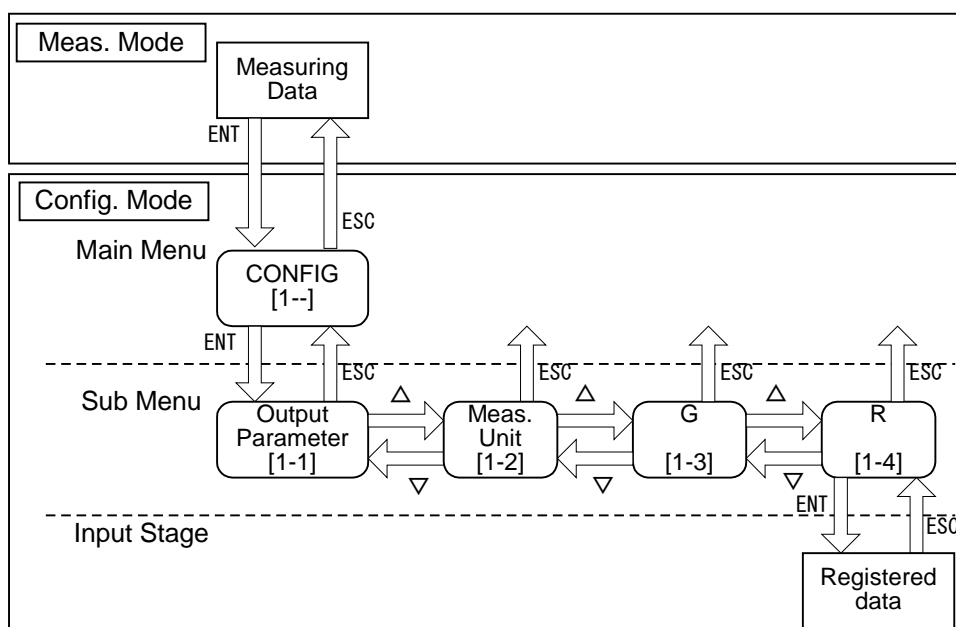 Meas. Mode
Measuring
Data
ENT
ESC
Config. Mode
Main Menu
CONFIG
[1--]
ENT
ESC
ESC
ESC
ESC
Sub Menu
Output
Parameter
[1-1]
△
▽
Meas.
Unit
[1-2]
△
▽
G
[1-3]
△
▽
R
[1-4]
ENT
ESC
Input Stage
Registered
data